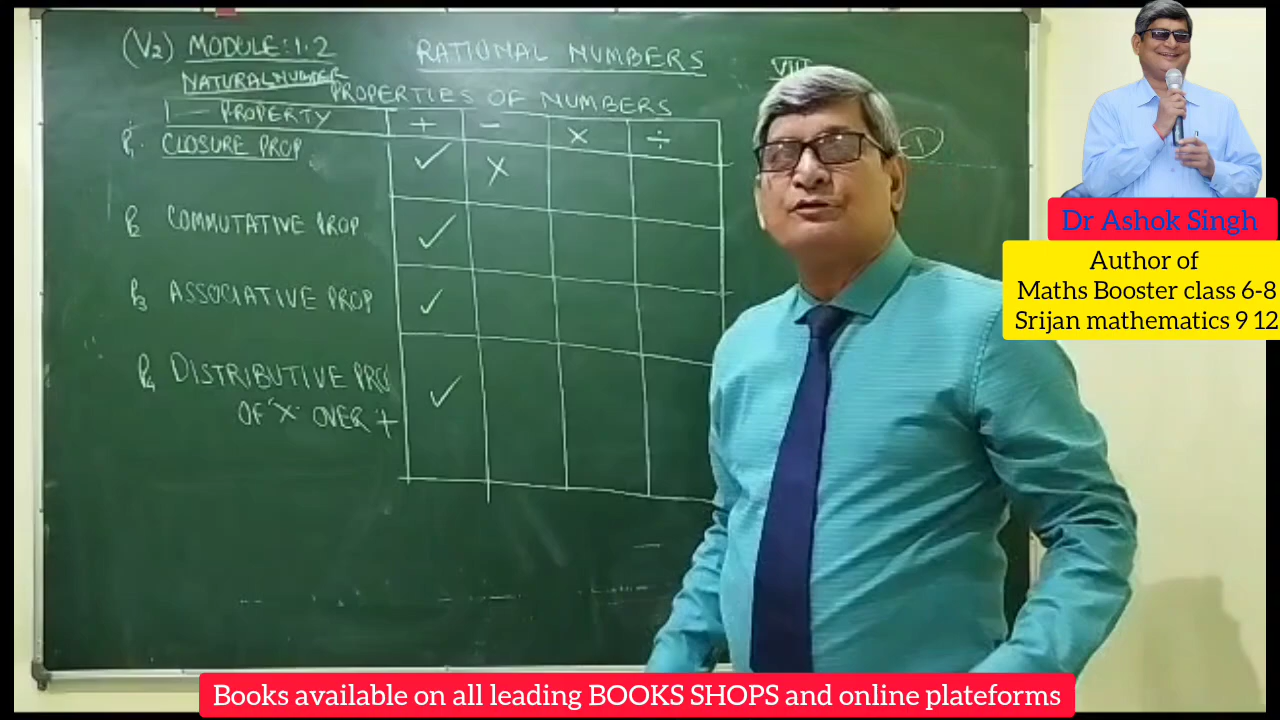 (V2) MODULE: 1.2 RATIONAL NUMBERS VIII
NATURAL NUMBER PROPERTIES OF NUMBERS
PROPERTY + − × ÷
P1. CLOSURE PROP ✓ × 1
P2 COMMUTATIVE PROP ✓
P3 ASSOCIATIVE PROP ✓
P4 DISTRIBUTIVE PRO ✓
OF "X" OVER +
Dr Ashok Singh
Author of
Maths Booster class 6-8
Srijan mathematics 9 12
Books available on all leading BOOKS SHOPS and online plateforms